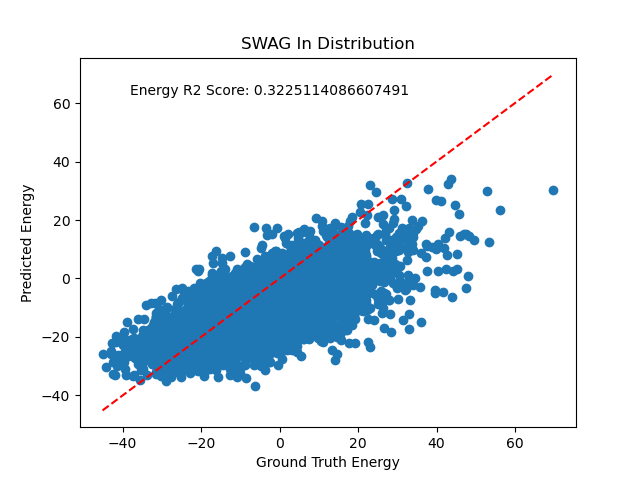 SWAG In Distribution
Energy R2 Score: 0.3225114086607491
Predicted Energy
60
40
20
0
−20
−40
−40 −20 0 20 40 60
Ground Truth Energy